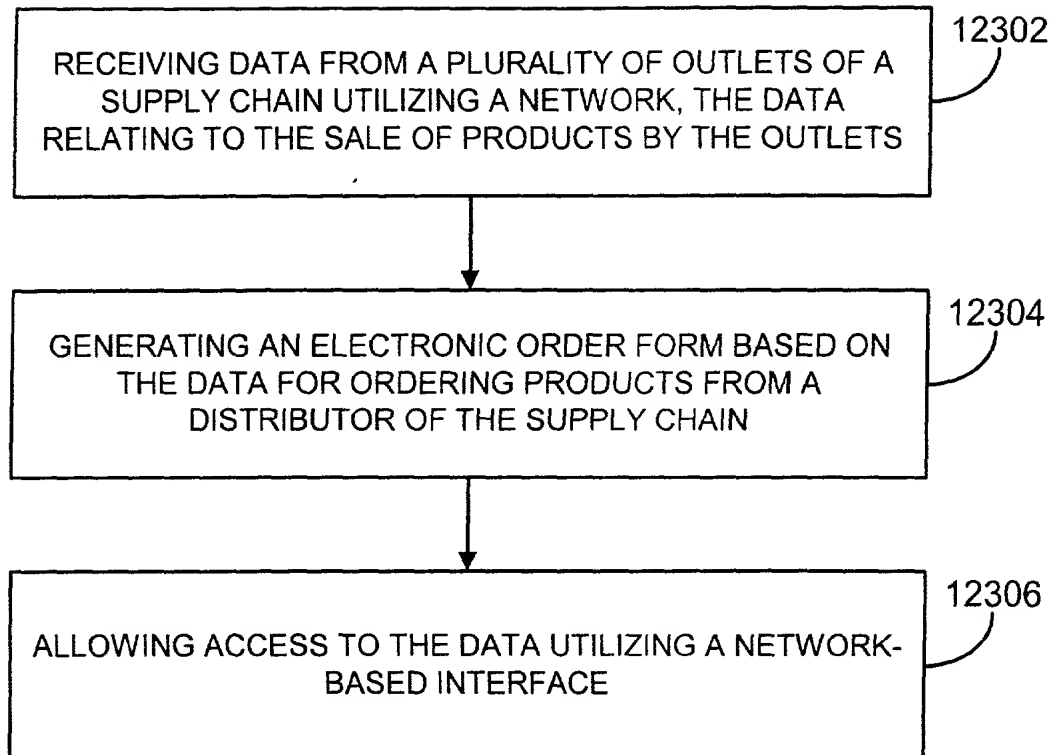 12302
RECEIVING DATA FROM A PLURALITY OF OUTLETS OF A
SUPPLY CHAIN UTILIZING A NETWORK, THE DATA
RELATING TO THE SALE OF PRODUCTS BY THE OUTLETS
12304
GENERATING AN ELECTRONIC ORDER FORM BASED ON
THE DATA FOR ORDERING PRODUCTS FROM A
DISTRIBUTOR OF THE SUPPLY CHAIN
12306
ALLOWING ACCESS TO THE DATA UTILIZING A NETWORK-
BASED INTERFACE